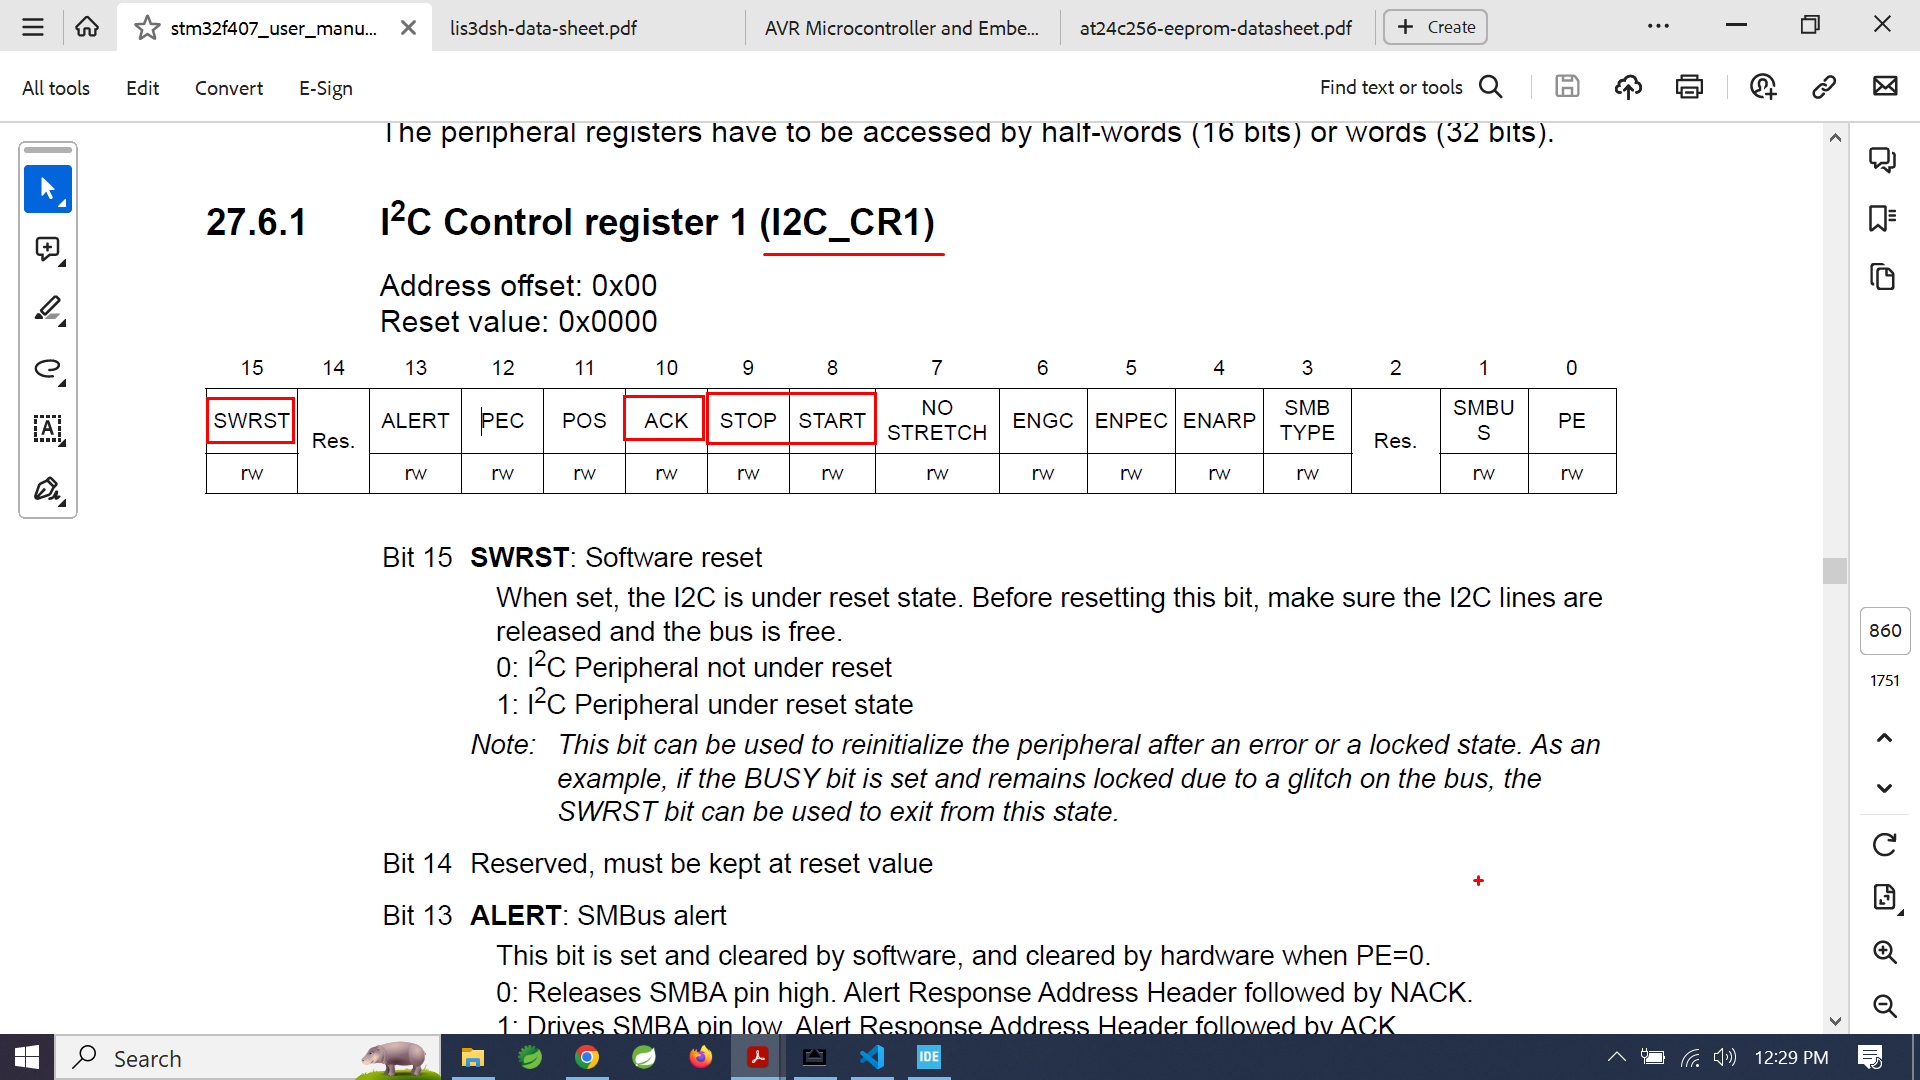 stm32f407_user_manu...
lis3dsh-data-sheet.pdf
AVR Microcontroller and Embe...
at24c256-eeprom-datasheet.pdf
Create
All tools
Edit
Convert
E-Sign
Find text or tools
The peripheral registers have to be accessed by half-words (16 bits) or words (32 bits).
27.6.1 I²C Control register 1 (I2C_CR1)
Address offset: 0x00
Reset value: 0x0000
15 14 13 12 11 10 9 8 7 6 5 4 3 2 1 0
SWRST Res. ALERT PEC POS ACK STOP START NO STRETCH ENGC ENPEC ENARP SMB TYPE Res. SMBU S PE
rw rw rw rw rw rw rw rw rw rw rw rw rw rw
Bit 15 SWRST: Software reset
When set, the I2C is under reset state. Before resetting this bit, make sure the I2C lines are
released and the bus is free.
0: I²C Peripheral not under reset
1: I²C Peripheral under reset state
Note: This bit can be used to reinitialize the peripheral after an error or a locked state. As an
example, if the BUSY bit is set and remains locked due to a glitch on the bus, the
SWRST bit can be used to exit from this state.
Bit 14 Reserved, must be kept at reset value
Bit 13 ALERT: SMBus alert
This bit is set and cleared by software, and cleared by hardware when PE=0.
0: Releases SMBA pin high. Alert Response Address Header followed by NACK.
1: Drives SMBA pin low. Alert Response Address Header followed by ACK
860
1751
Search
IDE
12:29 PM